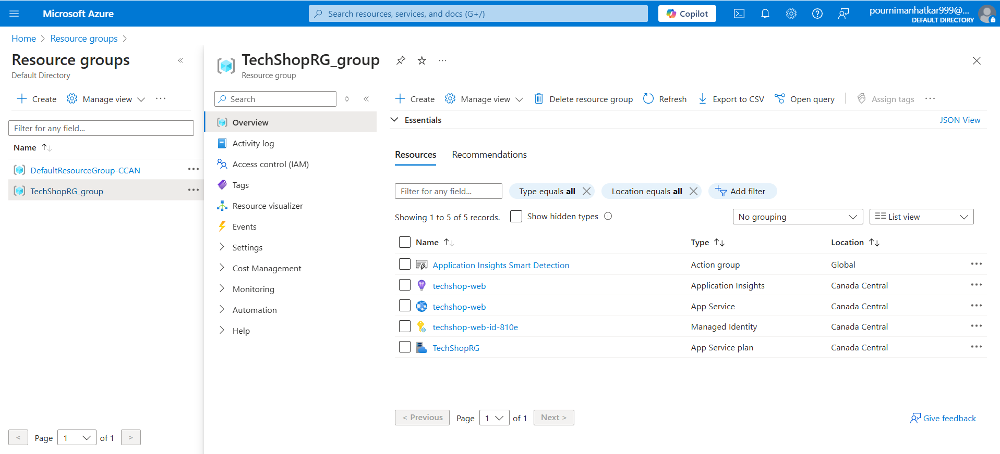 Microsoft Azure
Search resources, services, and docs (G+/)
Copilot
pournimanhatkar999@...
DEFAULT DIRECTORY
Home > Resource groups >
Resource groups
Default Directory
Create
Manage view
Filter for any field...
Name
DefaultResourceGroup-CCAN
TechShopRG_group
< Page 1 of 1 >
TechShopRG_group
Resource group
Search
Overview
Activity log
Access control (IAM)
Tags
Resource visualizer
Events
Settings
Cost Management
Monitoring
Automation
Help
Create Manage view Delete resource group Refresh Export to CSV Open query Assign tags
Essentials JSON View
Resources Recommendations
Filter for any field... Type equals all Location equals all Add filter
Showing 1 to 5 of 5 records. Show hidden types No grouping List view
Name Type Location
Application Insights Smart Detection Action group Global
techshop-web Application Insights Canada Central
techshop-web App Service Canada Central
techshop-web-id-810e Managed Identity Canada Central
TechShopRG App Service plan Canada Central
< Previous Page 1 of 1 Next > Give feedback